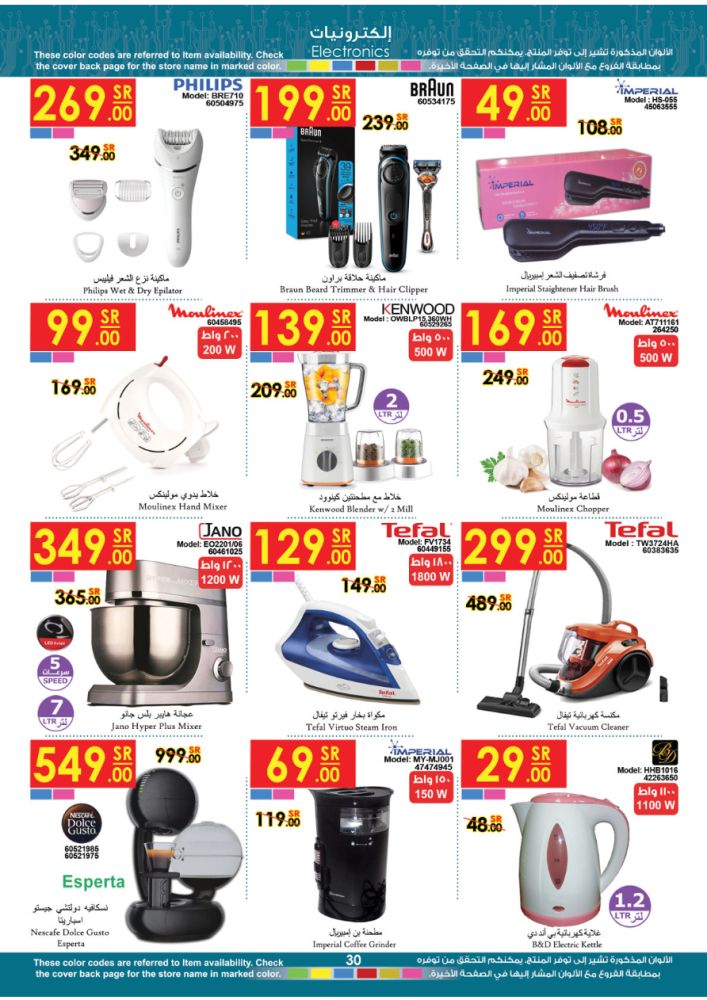 إلكترونيات
Electronics
These color codes are referred to Item availability. Check
the cover back page for the store name in marked color.
الألوان المذكورة تشير إلى توفر المنتج. يمكنكم التحقق من توفره
بمطابقة الفروع مع الألوان المشار إليها في الصفحة الأخيرة.
269 SR .00
PHILIPS
Model: BRE710
60504975
349 SR .00
ماكينة نزع الشعر فيليبس
Philips Wet & Dry Epilator
199 SR .00
BRAUN
60534175
239 SR .00
BRAUN
ماكينة حلاقة براون
Braun Beard Trimmer & Hair Clipper
49 SR .00
IMPERIAL
Model : HS-055
45063555
108 SR .00
IMPERIAL
IMPERIAL
فرشاة تصفيف الشعر إمبيريال
Imperial Staightener Hair Brush
99 SR .00
Moulinex
60458495
٢٠٠ واط
200 W
169 SR .00
خلاط يدوي مولينكس
Moulinex Hand Mixer
139 SR .00
KENWOOD
Model : OWBLP15.360WH
60529265
٥٠٠ واط
500 W
209 SR .00
2
LTR لتر
خلاط مع مطحنتين كينوود
Kenwood Blender w/ 2 Mill
169 SR .00
Moulinex
Model: AT711161
264250
٥٠٠ واط
500 W
249 SR .00
0.5
LTR لتر
قطاعة مولينكس
Moulinex Chopper
349 SR .00
JANO
Model: EO2201/06
60461025
١٢٠٠ واط
1200 W
365 SR .00
5
سرعات
SPEED
7
LTR لتر
JANO
عجانة هايبر بلس جانو
Jano Hyper Plus Mixer
129 SR .00
Tefal
Model: FV1734
60449155
١٨٠٠ واط
1800 W
149 SR .00
Tefal
مكواة بخار فيرتو تيفال
Tefal Virtuo Steam Iron
299 SR .00
Tefal
Model : TW3724HA
60383635
489 SR .00
مكنسة كهربائية تيفال
Tefal Vacuum Cleaner
549 SR .00
999 SR .00
NESCAFÉ
Dolce
Gusto
60521985
60521975
Esperta
نسكافيه دولتشي جيستو
اسبارتيا
Nescafe Dolce Gusto
Esperta
69 SR .00
IMPERIAL
Model: MY-MJ001
47474945
١٥٠ واط
150 W
119 SR .00
مطحنة بن إمبيريال
Imperial Coffee Grinder
29 SR .00
BD
Model: HHB1016
42263650
١١٠٠ واط
1100 W
48 SR .00
1.2
LTR لتر
غلاية كهربائية بي أند دي
B&D Electric Kettle
These color codes are referred to Item availability. Check
the cover back page for the store name in marked color.
30
الألوان المذكورة تشير إلى توفر المنتج. يمكنكم التحقق من توفره
بمطابقة الفروع مع الألوان المشار إليها في الصفحة الأخيرة.